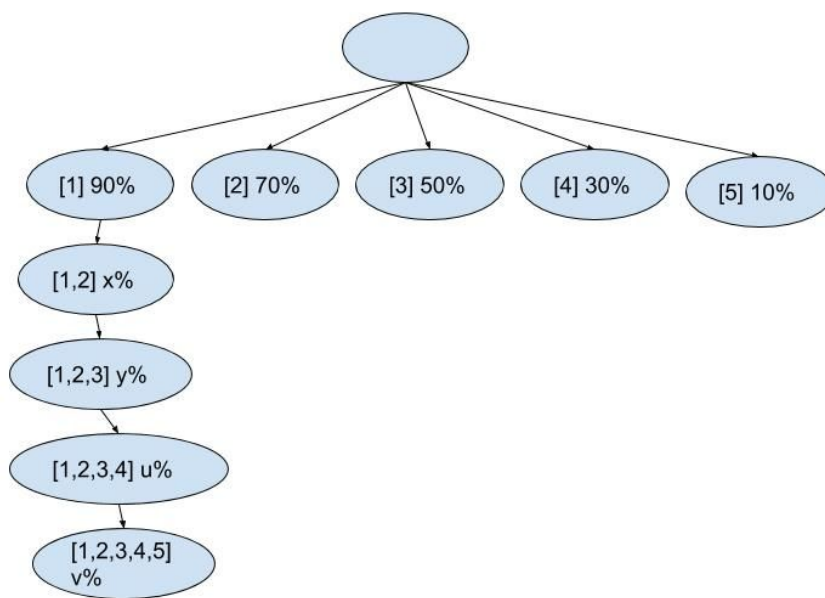 [1] 90%
[2] 70%
[3] 50%
[4] 30%
[5] 10%
[1,2] x%
[1,2,3] y%
[1,2,3,4] u%
[1,2,3,4,5]
v%